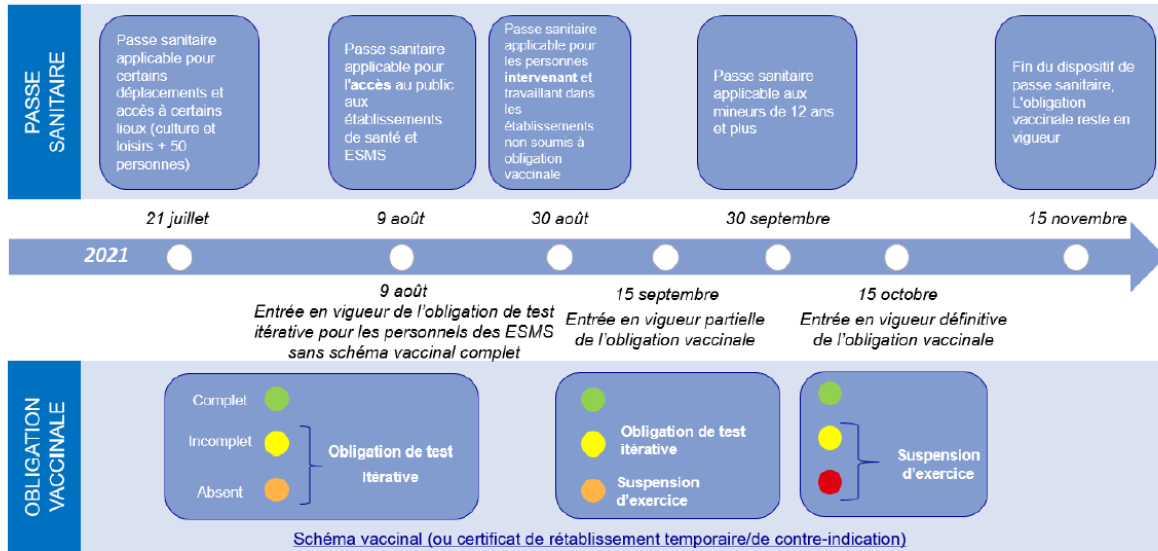 PASSE
SANITAIRE
Passe sanitaire
applicable pour
certains
déplacements et
accès à certains
lieux (culture et
loisirs + 50
personnes)
Passe sanitaire
applicable pour
l'accès au public
aux
établissements
de santé et
ESMS
Passe sanitaire
applicable pour
les personnes
intervenant et
travaillant dans
les
établissements
non soumis à
obligation
vaccinale
Passe sanitaire
applicable aux
mineurs de 12 ans
et plus
Fin du dispositif de
passe sanitaire,
L'obligation
vaccinale reste en
vigueur
21 juillet
9 août
30 août
30 septembre
15 novembre
2021
9 août
Entrée en vigueur de l'obligation de test
itérative pour les personnels des ESMS
sans schéma vaccinal complet
15 septembre
Entrée en vigueur partielle
de l'obligation vaccinale
15 octobre
Entrée en vigueur définitive
de l'obligation vaccinale
OBLIGATION
VACCINALE
Complet
Incomplet
Absent
Obligation de test
Itérative
Obligation de test
itérative
Suspension
d'exercice
Suspension
d'exercice
Schéma vaccinal (ou certificat de rétablissement temporaire/de contre-indication)